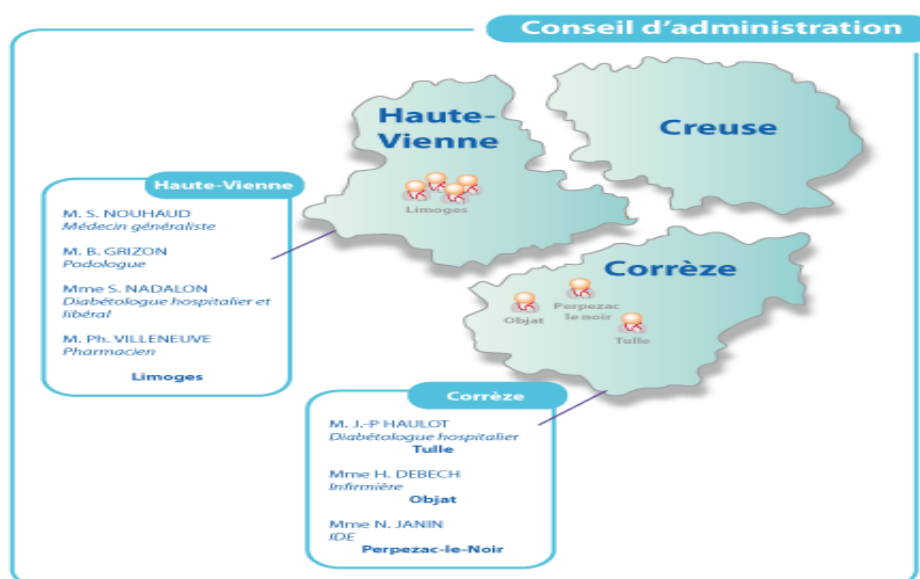 Conseil d'administration
Haute-
Vienne
Creuse
Limoges
Haute-Vienne
M. S. NOUHAUD
Médecin généraliste
M. B. GRIZON
Podologue
Mme S. NADALON
Diabétologue hospitalier et
libéral
M. Ph. VILLENEUVE
Pharmacien
Limoges
Corrèze
Perpezac
le noir
Objat
Tulle
Corrèze
M. J.-P HAULOT
Diabétologue hospitalier
Tulle
Mme H. DEBECH
Infirmière
Objat
Mme N. JANIN
IDE
Perpezac-le-Noir